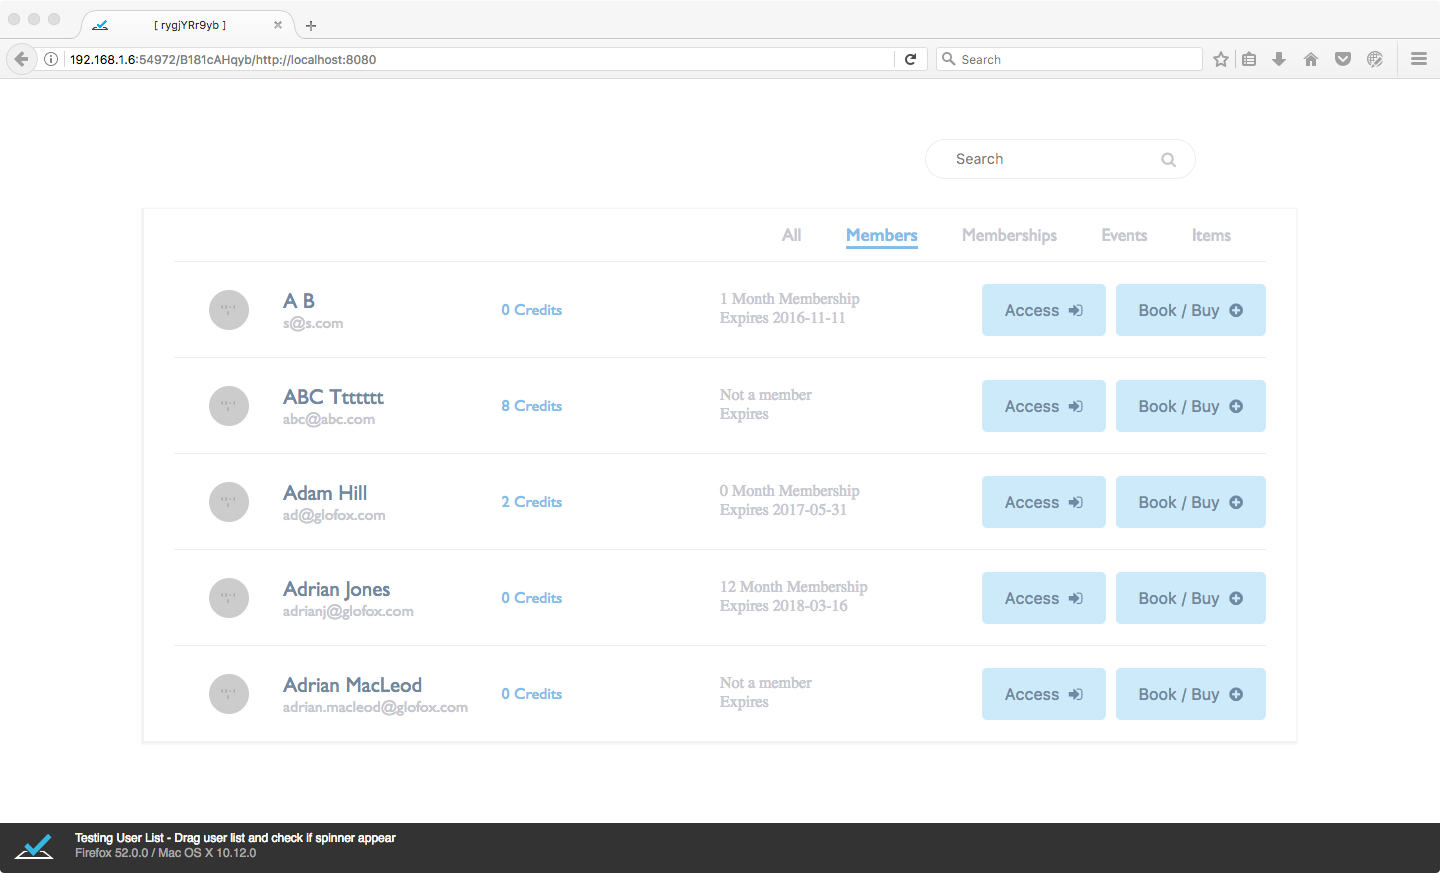 [ rygjYRr9yb ]
192.168.1.6:54972/B181cAHqyb/http://localhost:8080
Search
Search
All Members Memberships Events Items
A B
s@s.com
0 Credits
1 Month Membership
Expires 2016-11-11
Access
Book / Buy
ABC Ttttttt
abc@abc.com
8 Credits
Not a member
Expires
Access
Book / Buy
Adam Hill
ad@glofox.com
2 Credits
0 Month Membership
Expires 2017-05-31
Access
Book / Buy
Adrian Jones
adrianj@glofox.com
0 Credits
12 Month Membership
Expires 2018-03-16
Access
Book / Buy
Adrian MacLeod
adrian.macleod@glofox.com
0 Credits
Not a member
Expires
Access
Book / Buy
Testing User List - Drag user list and check if spinner appear
Firefox 52.0.0 / Mac OS X 10.12.0